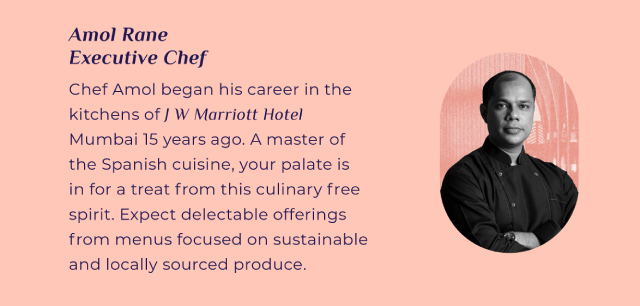 Amol Rane
Executive Chef
Chef Amol began his career in the
kitchens of J W Marriott Hotel
Mumbai 15 years ago. A master of
the Spanish cuisine, your palate is
in for a treat from this culinary free
spirit. Expect delectable offerings
from menus focused on sustainable
and locally sourced produce.